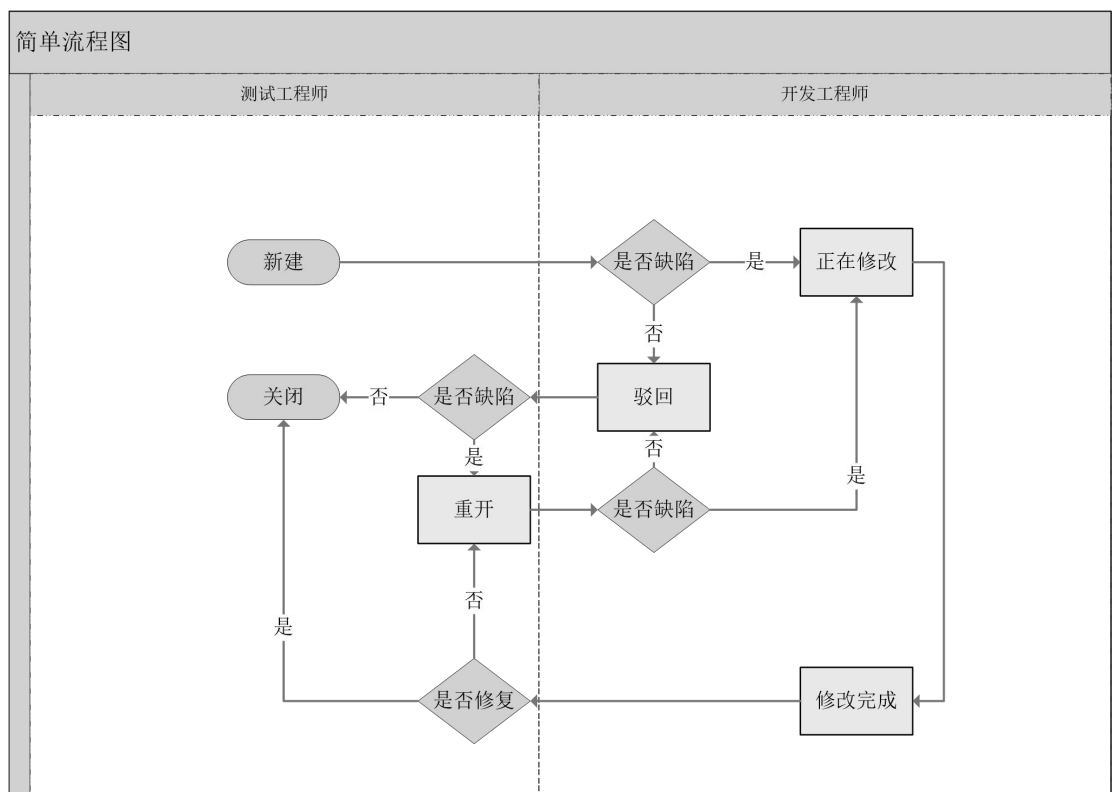 简单流程图
测试工程师
开发工程师
新建
是否缺陷
是
正在修改
否
关闭
否
是否缺陷
驳回
是
否
重开
是否缺陷
是
否
是
是否修复
修改完成